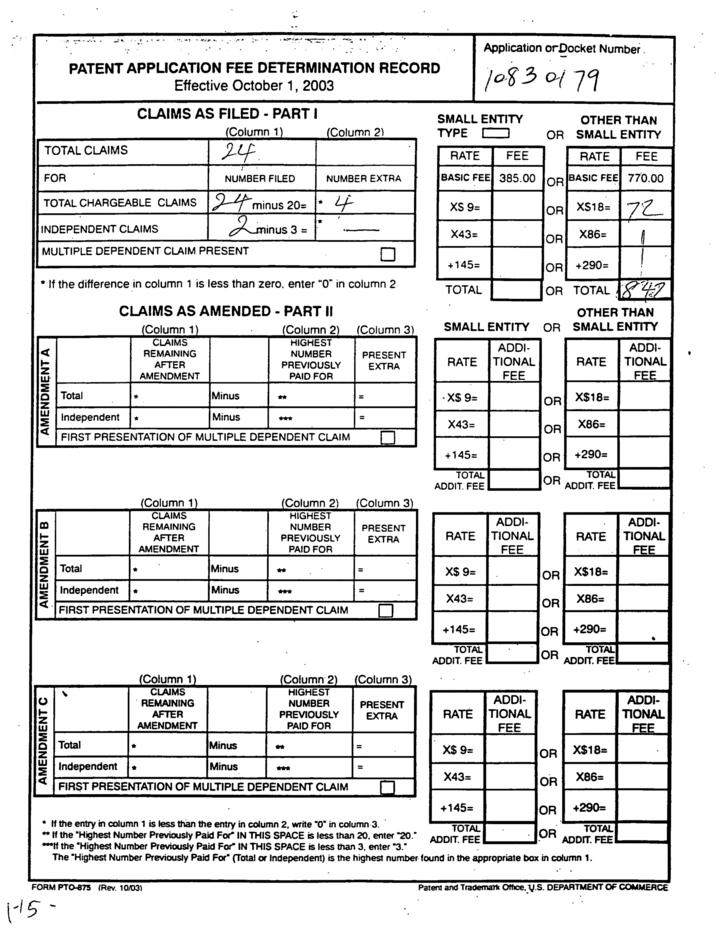 Application or Docket Number
PATENT APPLICATION FEE DETERMINATION RECORD
Effective October 1, 2003
10830179
CLAIMS AS FILED - PART I
(Column 1) (Column 2)
SMALL ENTITY TYPE OR OTHER THAN SMALL ENTITY
TOTAL CLAIMS 24
RATE FEE RATE FEE
FOR NUMBER FILED NUMBER EXTRA
BASIC FEE 385.00 OR BASIC FEE 770.00
TOTAL CHARGEABLE CLAIMS 24 minus 20= * 4
X$ 9= OR X$18= 72
INDEPENDENT CLAIMS 2 minus 3 = * —
X43= OR X86=
MULTIPLE DEPENDENT CLAIM PRESENT
+145= OR +290=
* If the difference in column 1 is less than zero, enter "0" in column 2
TOTAL OR TOTAL 842
CLAIMS AS AMENDED - PART II
(Column 1) (Column 2) (Column 3)
SMALL ENTITY OR OTHER THAN SMALL ENTITY
AMENDMENT A
CLAIMS REMAINING AFTER AMENDMENT HIGHEST NUMBER PREVIOUSLY PAID FOR PRESENT EXTRA
RATE ADDI-TIONAL FEE RATE ADDI-TIONAL FEE
Total * Minus ** =
X$ 9= OR X$18=
Independent * Minus *** =
X43= OR X86=
FIRST PRESENTATION OF MULTIPLE DEPENDENT CLAIM
+145= OR +290=
TOTAL ADDIT. FEE OR TOTAL ADDIT. FEE
(Column 1) (Column 2) (Column 3)
AMENDMENT B
CLAIMS REMAINING AFTER AMENDMENT HIGHEST NUMBER PREVIOUSLY PAID FOR PRESENT EXTRA
RATE ADDI-TIONAL FEE RATE ADDI-TIONAL FEE
Total * Minus ** =
X$ 9= OR X$18=
Independent * Minus *** =
X43= OR X86=
FIRST PRESENTATION OF MULTIPLE DEPENDENT CLAIM
+145= OR +290=
TOTAL ADDIT. FEE OR TOTAL ADDIT. FEE
(Column 1) (Column 2) (Column 3)
AMENDMENT C
CLAIMS REMAINING AFTER AMENDMENT HIGHEST NUMBER PREVIOUSLY PAID FOR PRESENT EXTRA
RATE ADDI-TIONAL FEE RATE ADDI-TIONAL FEE
Total * Minus ** =
X$ 9= OR X$18=
Independent * Minus *** =
X43= OR X86=
FIRST PRESENTATION OF MULTIPLE DEPENDENT CLAIM
+145= OR +290=
TOTAL ADDIT. FEE OR TOTAL ADDIT. FEE
* If the entry in column 1 is less than the entry in column 2, write "0" in column 3.
** If the "Highest Number Previously Paid For" IN THIS SPACE is less than 20, enter "20."
***If the "Highest Number Previously Paid For" IN THIS SPACE is less than 3, enter "3."
The "Highest Number Previously Paid For" (Total or Independent) is the highest number found in the appropriate box in column 1.
FORM PTO-875 (Rev. 10/03)
Patent and Trademark Office, U.S. DEPARTMENT OF COMMERCE